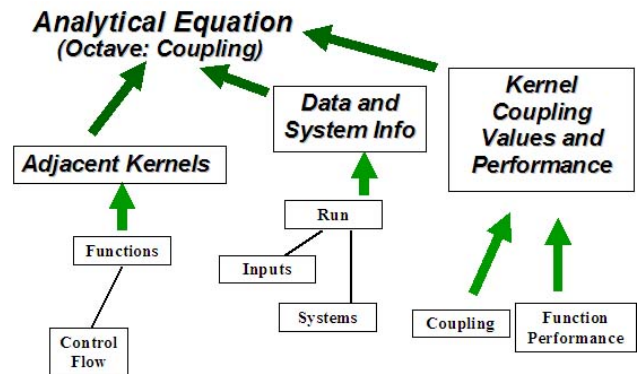 Analytical Equation
(Octave: Coupling)
Data and
System Info
Kernel
Coupling
Values and
Performance
Adjacent Kernels
Run
Functions
Inputs
Systems
Coupling
Function
Performance
Control
Flow